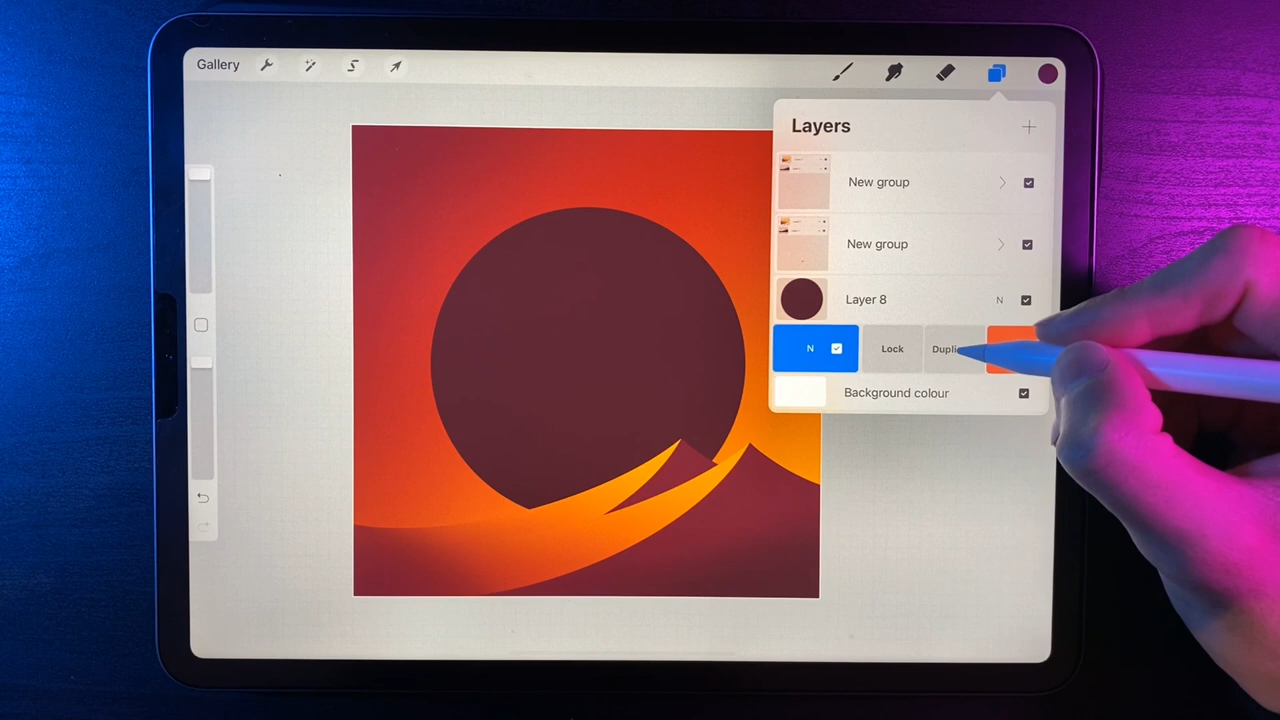 Gallery
Layers
New group
New group
Layer 8 N
N Lock
Background colour